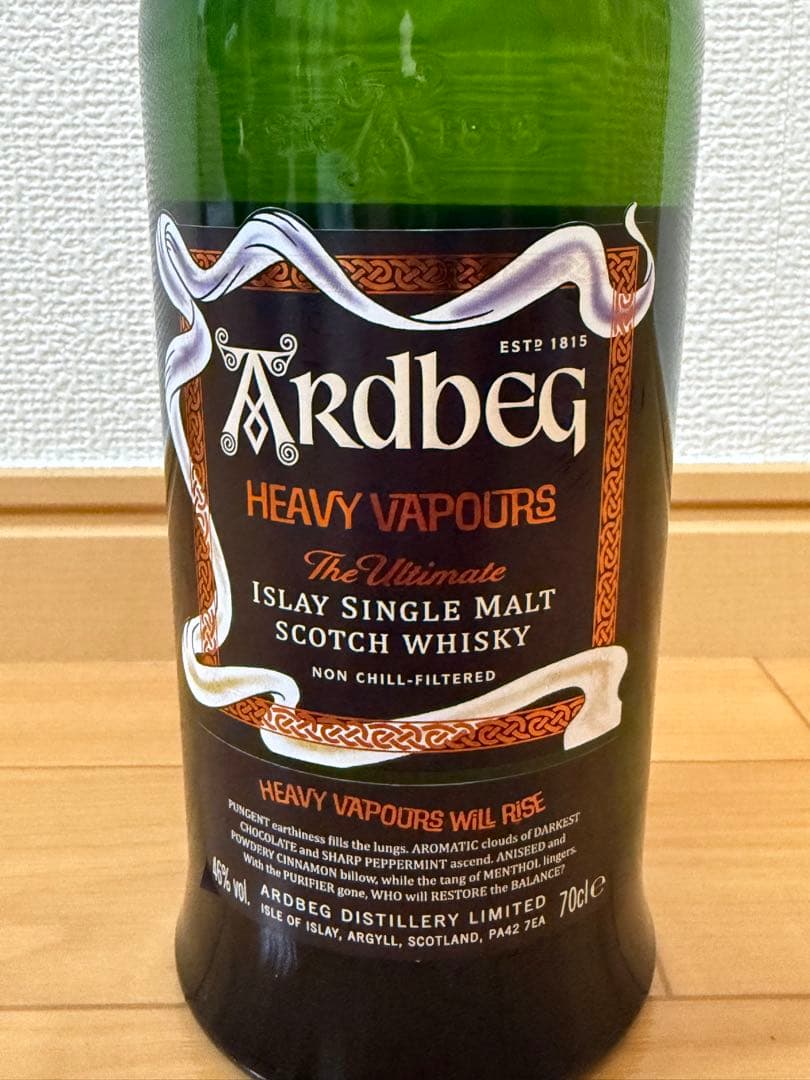 1815
ESTD 1815
ARDBEG
HEAVY VAPOURS
The Ultimate
ISLAY SINGLE MALT
SCOTCH WHISKY
NON CHILL-FILTERED
HEAVY VAPOURS WILL RISE
PUNGENT earthiness fills the lungs. AROMATIC clouds of DARKEST
CHOCOLATE and SHARP PEPPERMINT ascend. ANISEED and
POWDERY CINNAMON billow, while the tang of MENTHOL lingers.
With the PURIFIER gone, WHO will RESTORE the BALANCE?
46% vol.
ARDBEG DISTILLERY LIMITED
70cl e
ISLE OF ISLAY, ARGYLL, SCOTLAND, PA42 7EA